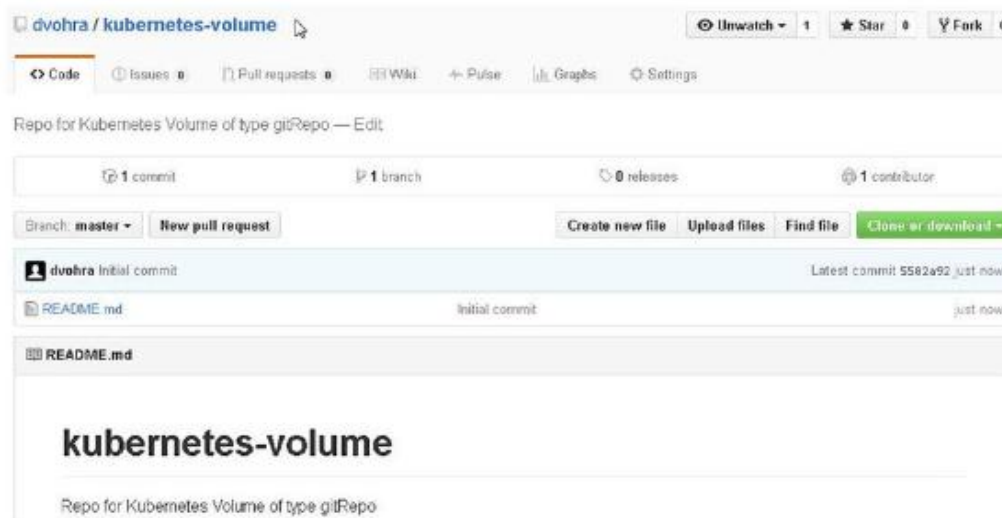 dvohra / kubernetes-volume Unwatch 1 Star 0 Fork
Code Issues 0 Pull requests 0 Wiki Pulse Graphs Settings
Repo for Kubernetes Volume of type gitRepo — Edit
1 commit 1 branch 0 releases 1 contributor
Branch: master New pull request Create new file Upload files Find file Clone or download
dvohra Initial commit Latest commit 5582a92 just now
README.md Initial commit just now
README.md
kubernetes-volume
Repo for Kubernetes Volume of type gitRepo